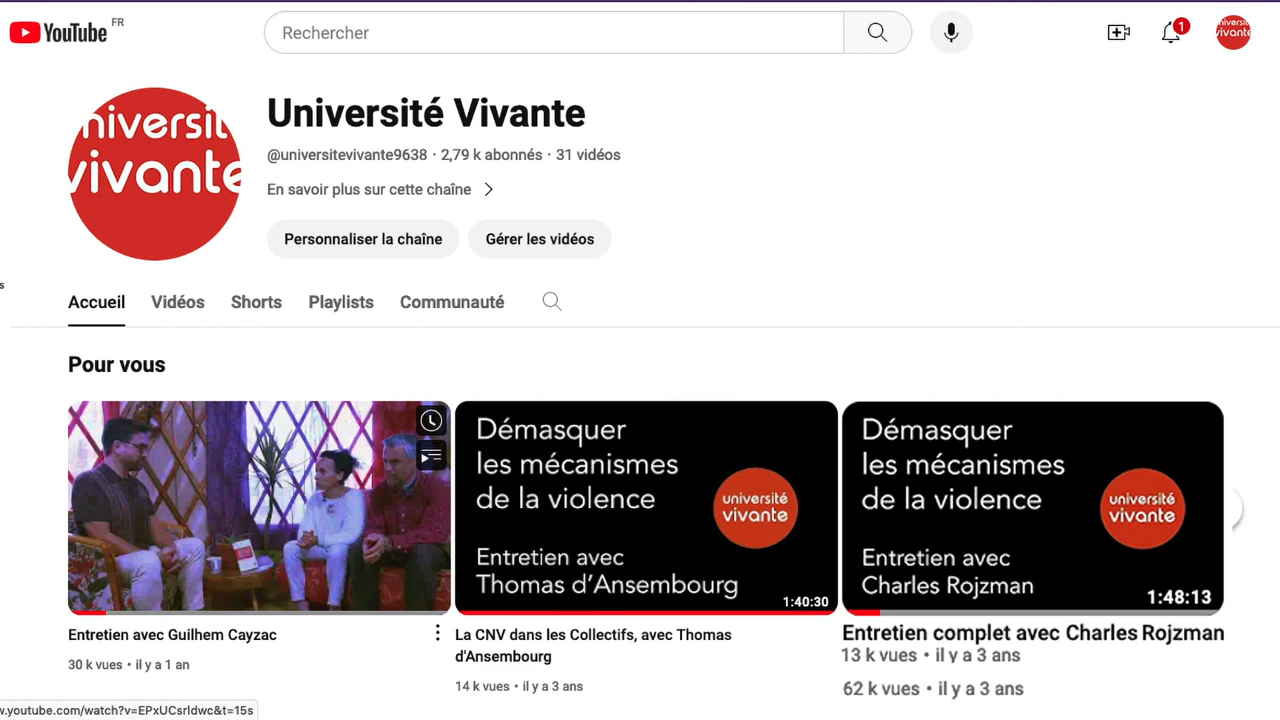 YouTube FR
Rechercher
1
niversit
vivante
niversit
vivante
Université Vivante
@universitevivante9638 · 2,79 k abonnés · 31 vidéos
En savoir plus sur cette chaîne
Personnaliser la chaîne
Gérer les vidéos
s
Accueil
Vidéos
Shorts
Playlists
Communauté
Pour vous
Démasquer
les mécanismes
de la violence
université
vivante
Entretien avec
Thomas d'Ansembourg
1:40:30
Démasquer
les mécanismes
de la violence
université
vivante
Entretien avec
Charles Rojzman
1:48:13
Entretien avec Guilhem Cayzac
30 k vues • il y a 1 an
La CNV dans les Collectifs, avec Thomas
d'Ansembourg
14 k vues • il y a 3 ans
Entretien complet avec Charles Rojzman
13 k vues • il y a 3 ans
62 k vues • il y a 3 ans
w.youtube.com/watch?v=EPxUCsrldwc&t=15s